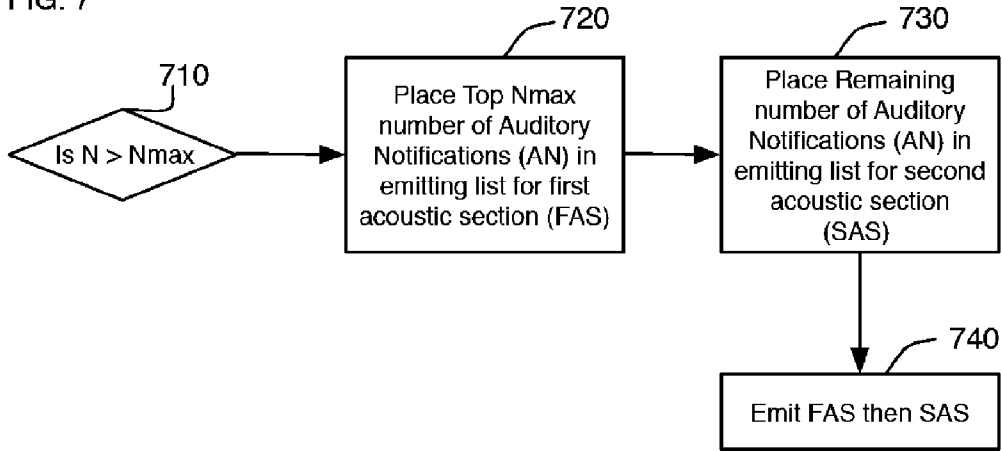 FIG. 7
710
Is N > Nmax
720
Place Top Nmax
number of Auditory
Notifications (AN) in
emitting list for first
acoustic section (FAS)
730
Place Remaining
number of Auditory
Notifications (AN) in
emitting list for second
acoustic section
(SAS)
740
Emit FAS then SAS